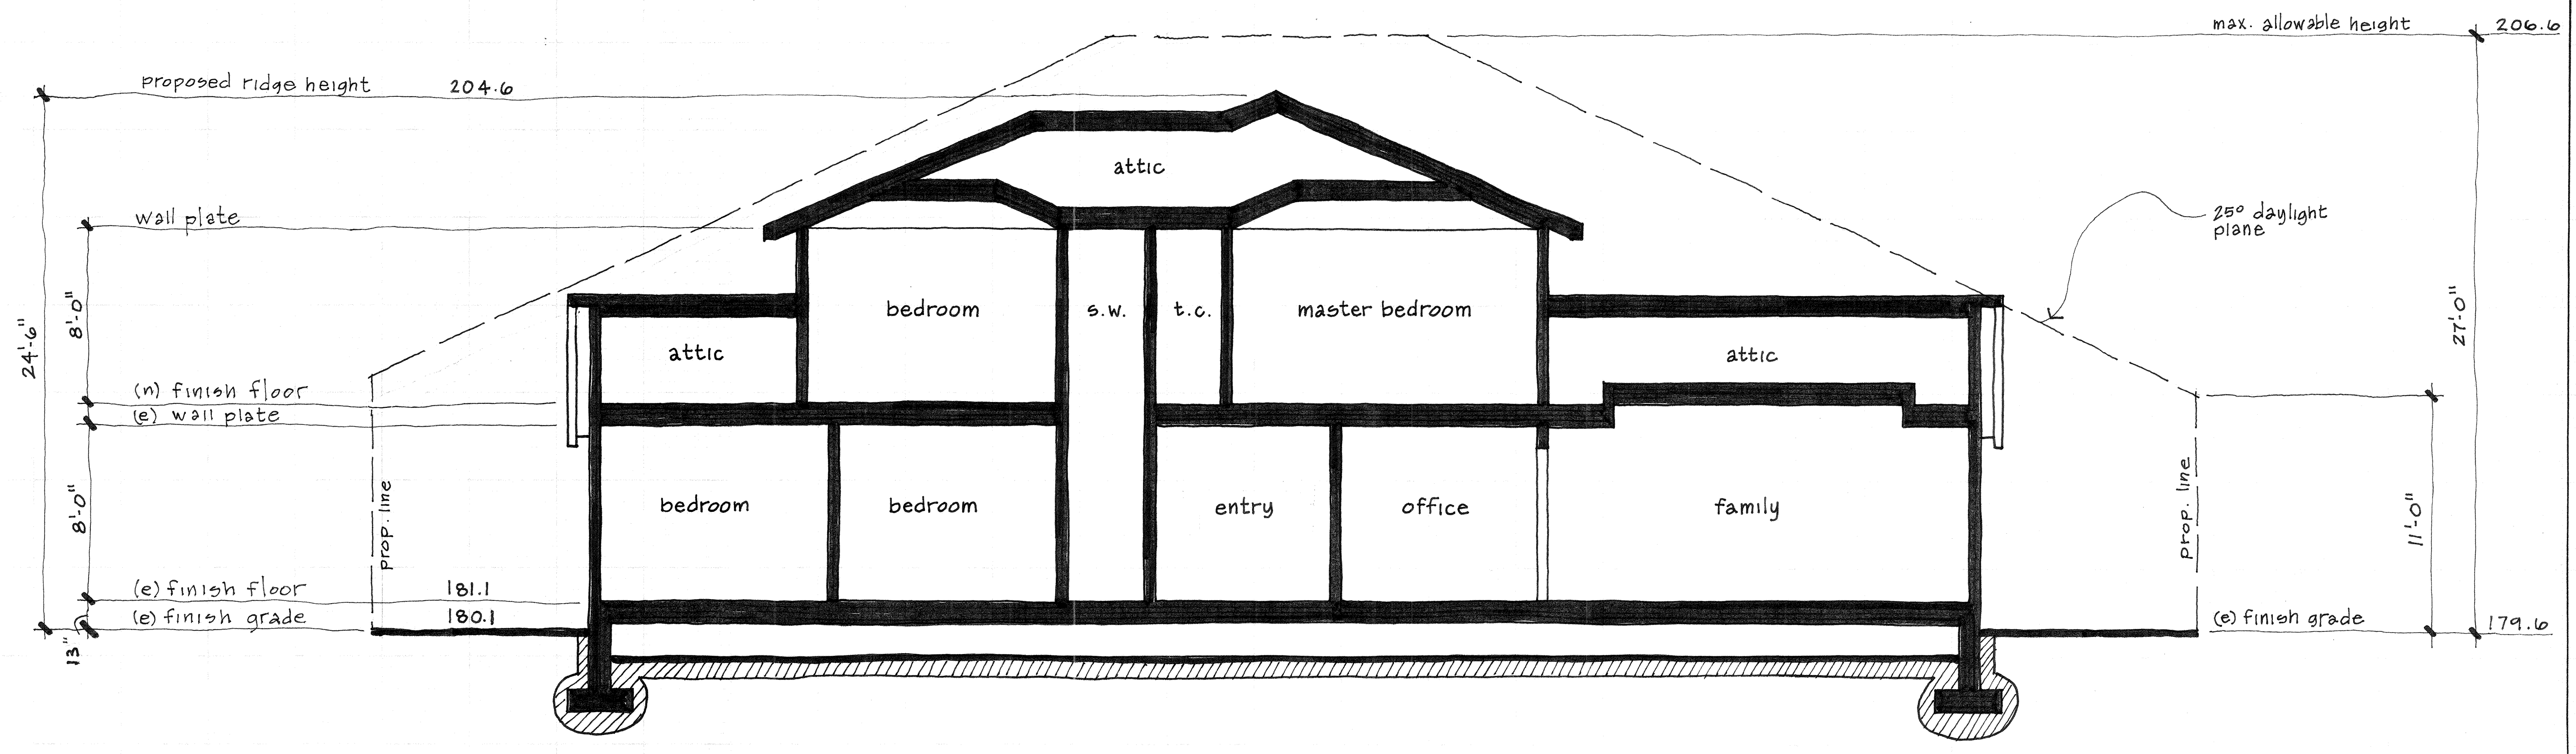 max. allowable height 206.6
proposed ridge height 204.6
attic
wall plate
25° daylight
plane
8'-0"
24'-6"
27'-0"
bedroom
s.w.
t.c.
master bedroom
attic
attic
(n) finish floor
(e) wall plate
8'-0"
prop. line
bedroom
bedroom
entry
office
family
prop. line
11'-0"
(e) finish floor 181.1
(e) finish grade 180.1
13"
(e) finish grade 179.6